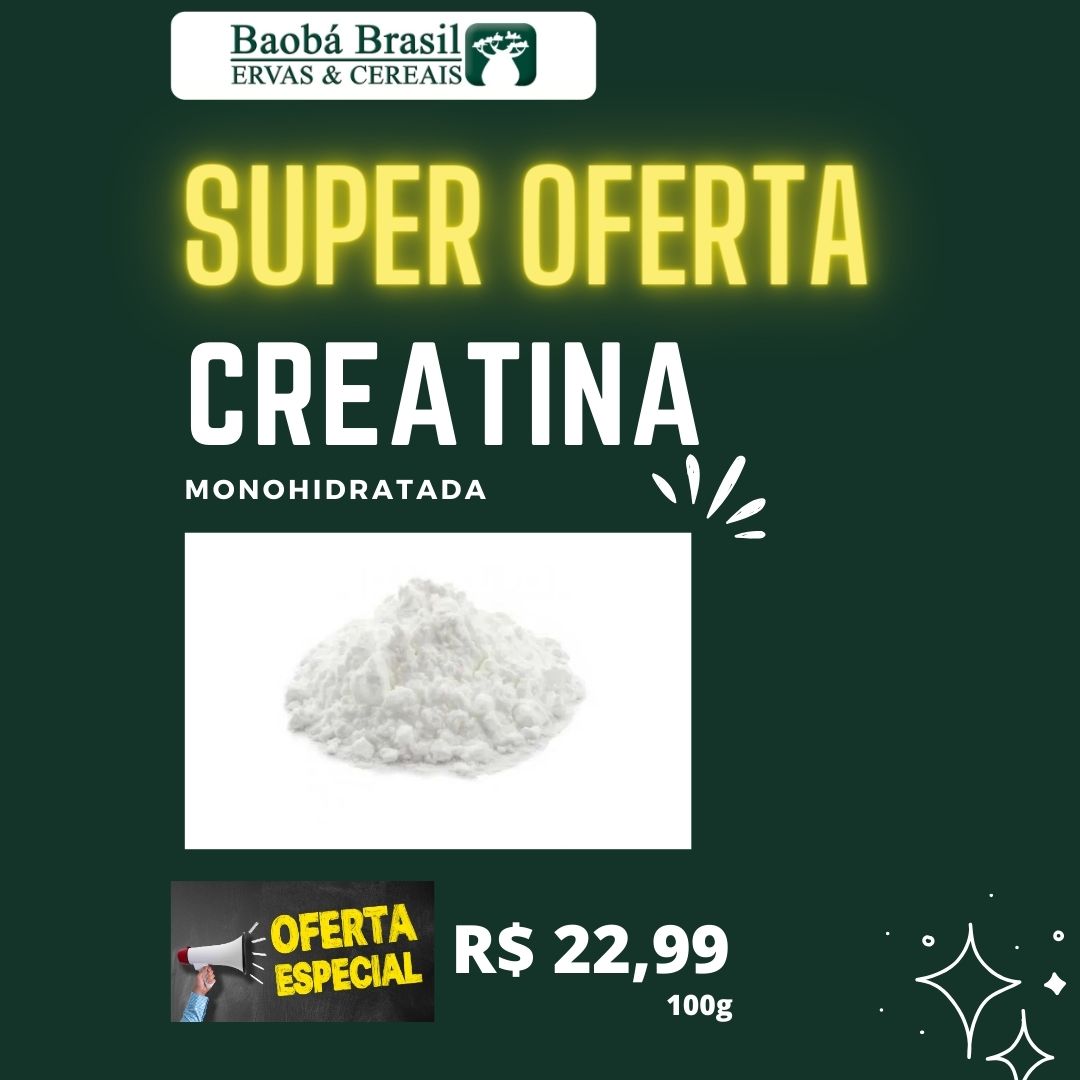 Baobá Brasil
ERVAS & CEREAIS
SUPER OFERTA
CREATINA
MONOHIDRATADA
OFERTA
ESPECIAL
R$ 22,99
100g